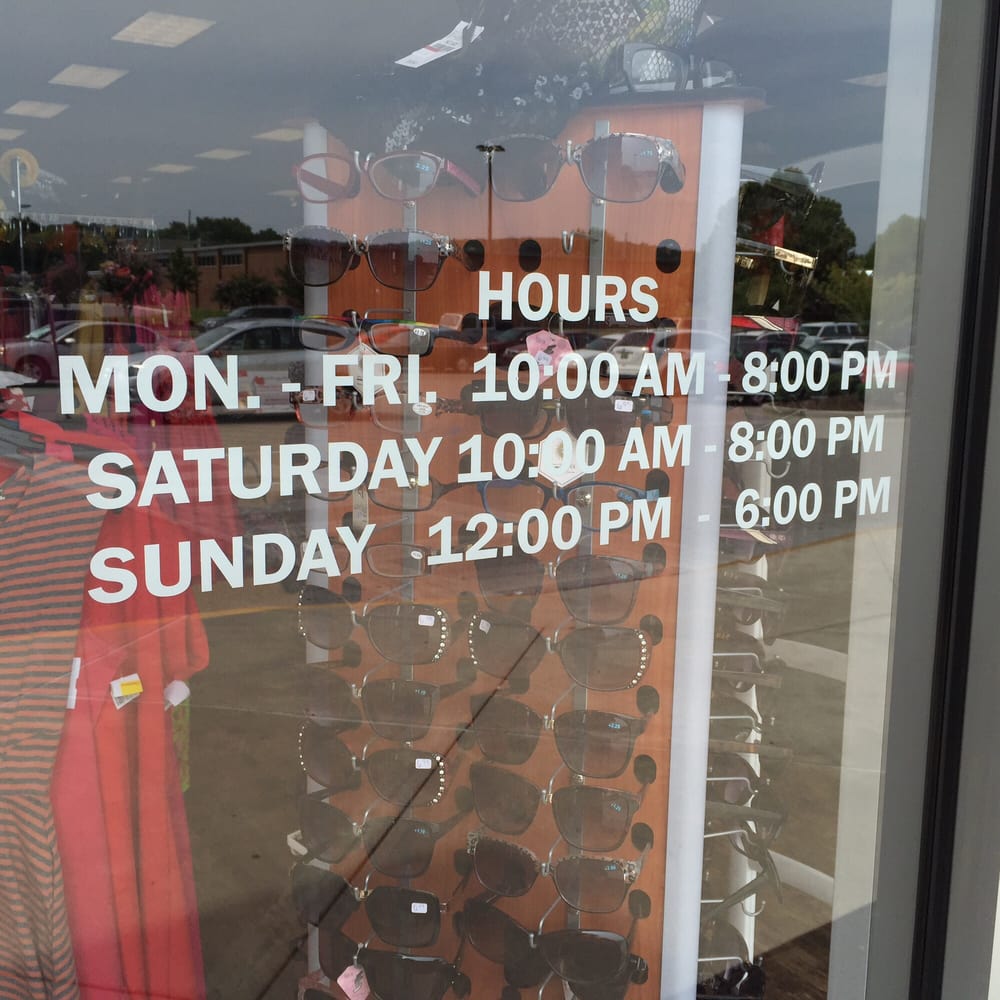 HOURS
MON. - FRI. 10:00 AM - 8:00 PM
SATURDAY 10:00 AM - 8:00 PM
SUNDAY 12:00 PM - 6:00 PM